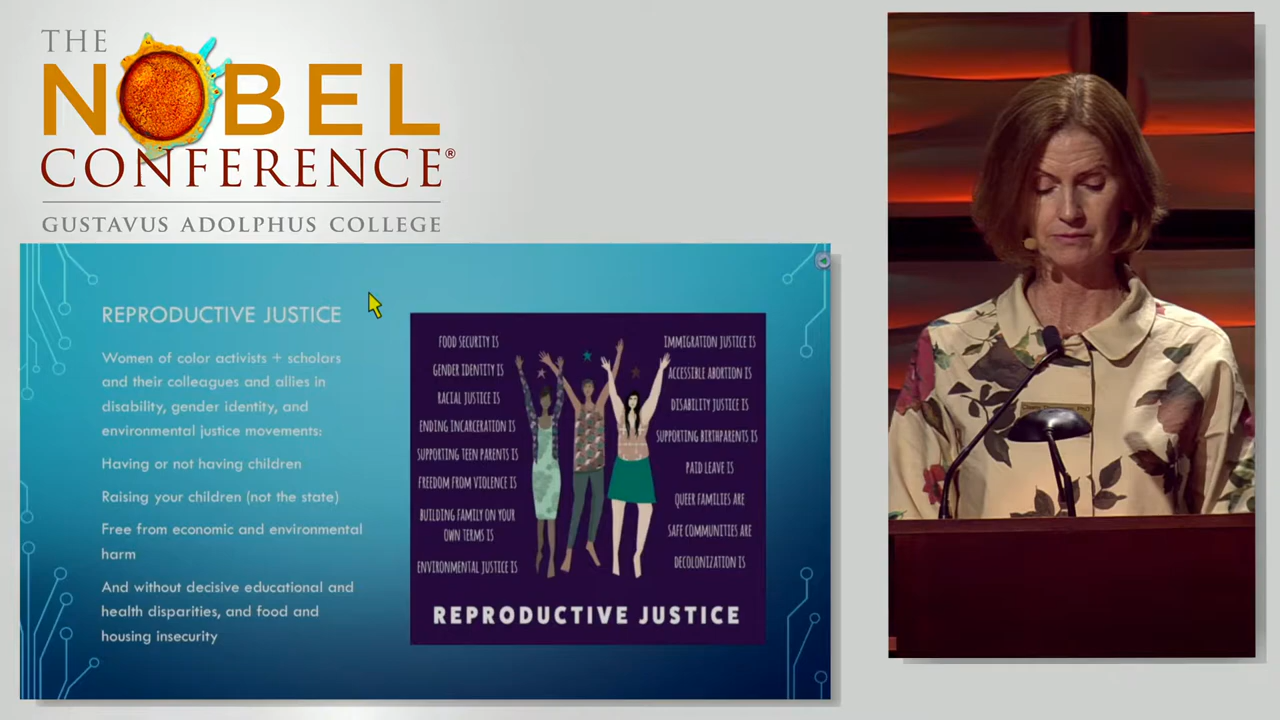 THE
NOBEL
CONFERENCE®
GUSTAVUS ADOLPHUS COLLEGE
REPRODUCTIVE JUSTICE
Women of color activists + scholars
and their colleagues and allies in
disability, gender identity, and
environmental justice movements:
Having or not having children
Raising your children (not the state)
Free from economic and environmental
harm
And without decisive educational and
health disparities, and food and
housing insecurity
FOOD SECURITY IS
GENDER IDENTITY IS
RACIAL JUSTICE IS
ENDING INCARCERATION IS
SUPPORTING TEEN PARENTS IS
FREEDOM FROM VIOLENCE IS
BUILDING FAMILY ON YOUR
OWN TERMS IS
ENVIRONMENTAL JUSTICE IS
IMMIGRATION JUSTICE IS
ACCESSIBLE ABORTION IS
DISABILITY JUSTICE IS
SUPPORTING BIRTHPARENTS IS
PAID LEAVE IS
QUEER FAMILIES ARE
SAFE COMMUNITIES ARE
DECOLONIZATION IS
REPRODUCTIVE JUSTICE